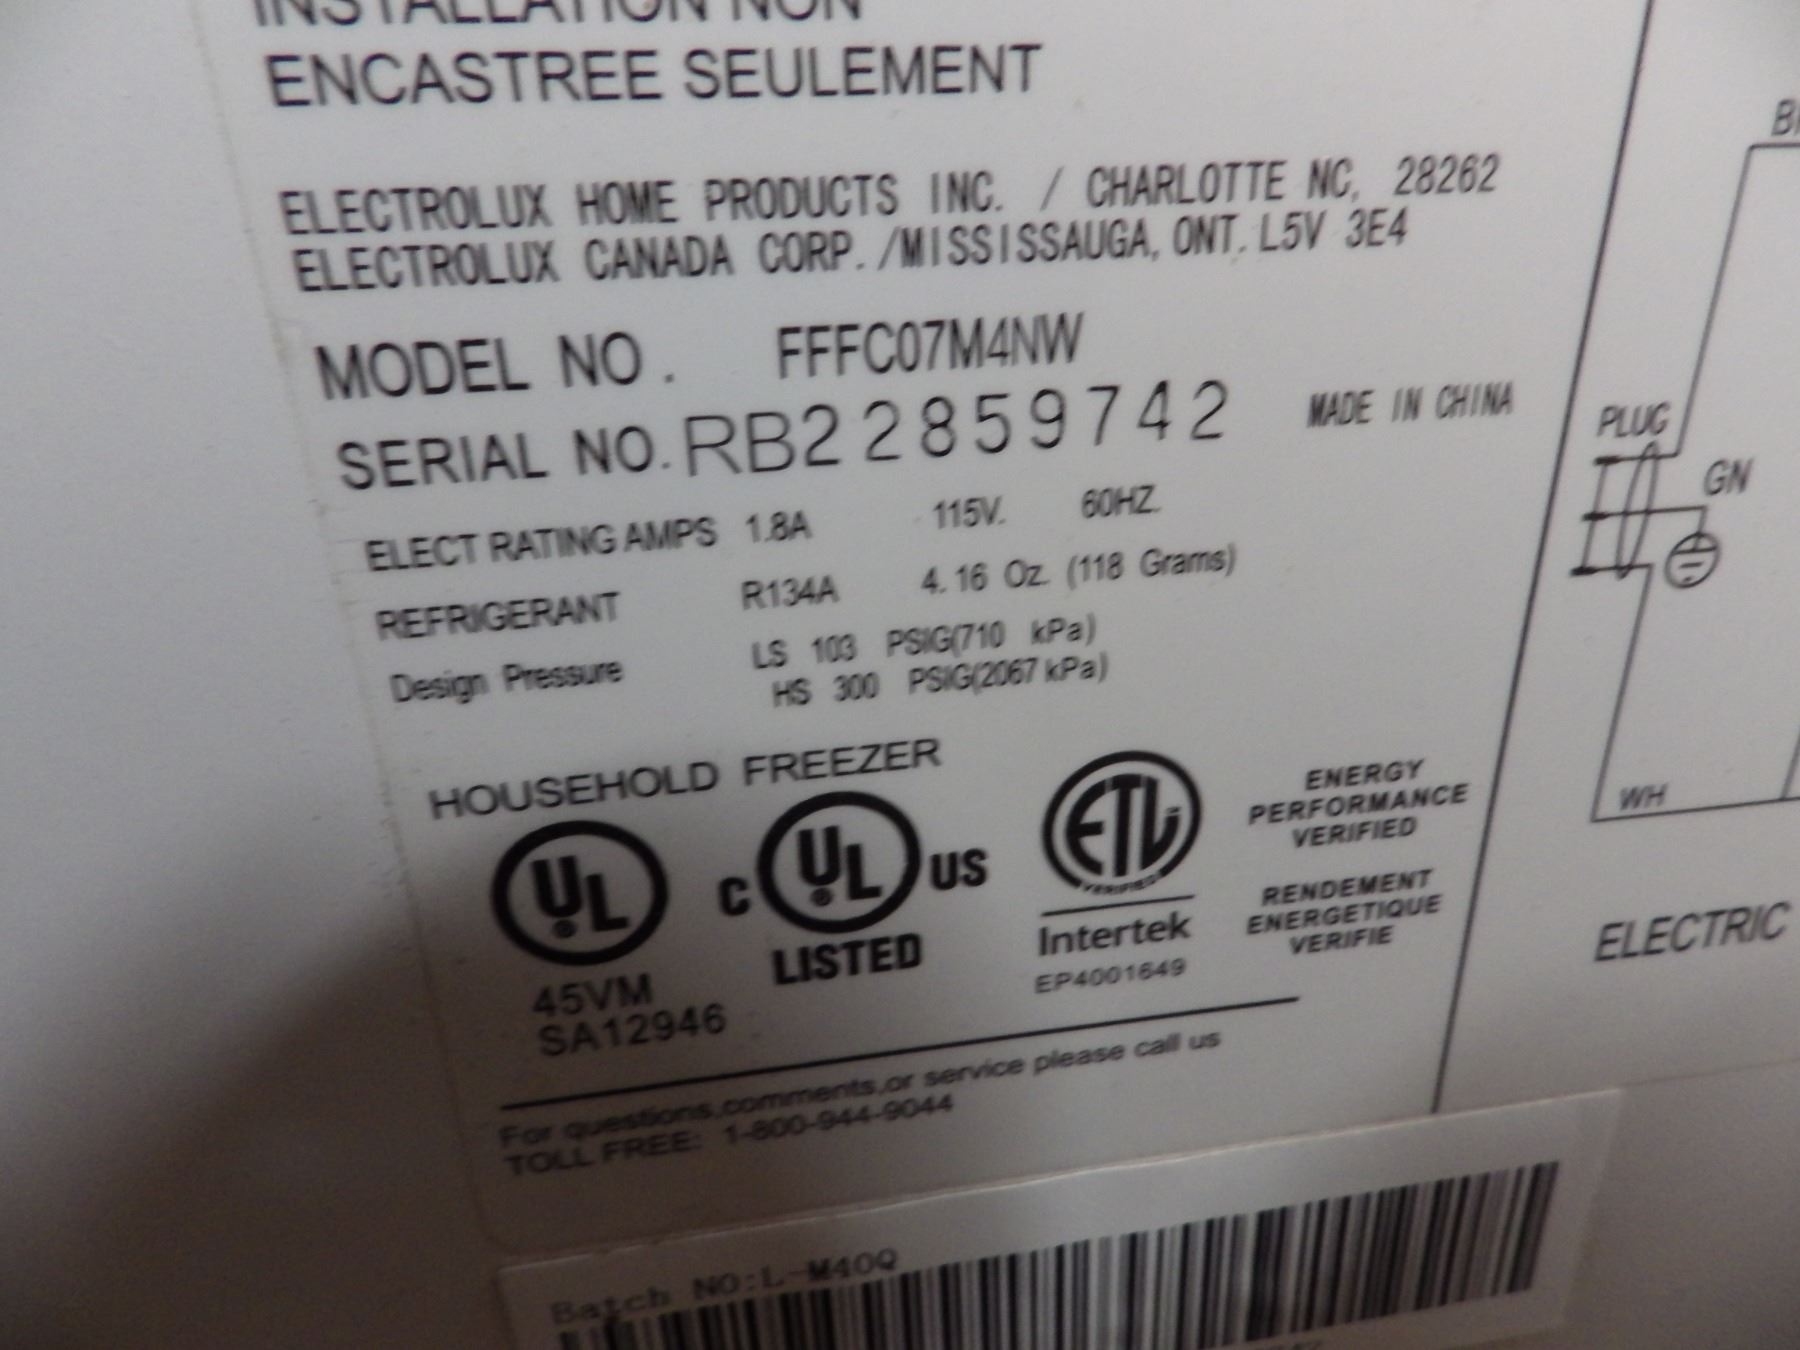 INSTALLATION NON
ENCASTREE SEULEMENT
ELECTROLUX HOME PRODUCTS INC. / CHARLOTTE NC, 28262
ELECTROLUX CANADA CORP./MISSISSAUGA, ONT. L5V 3E4
MODEL NO. FFFC07M4NW
SERIAL NO. RB22859742 MADE IN CHINA
ELECT RATING AMPS 1.8A 115V. 60HZ.
REFRIGERANT R134A 4.16 Oz. (118 Grams)
Design Pressure LS 103 PSIG(710 kPa)
HS 300 PSIG(2067 kPa)
HOUSEHOLD FREEZER
UL ®
45VM
SA12946
C UL ® US
LISTED
ETL
VERIFIED
Intertek
EP4001649
ENERGY
PERFORMANCE
VERIFIED
RENDEMENT
ENERGETIQUE
VERIFIE
For questions,comments,or service please call us
TOLL FREE: 1-800-944-9044
Batch NO:L-M40Q
PLUG
GN
WH
ELECTRIC